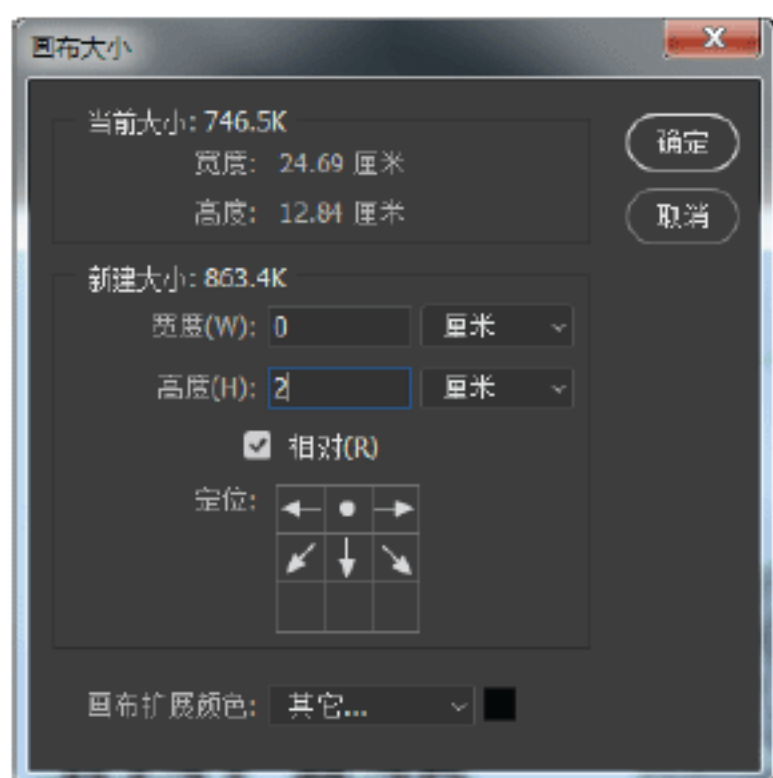 画布大小
当前大小: 746.5K
宽度: 24.69 厘米
高度: 12.84 厘米
确定
取消
新建大小: 863.4K
宽度(W): 0 厘米
高度(H): 2 厘米
相对(R)
定位:
画布扩展颜色: 其它...